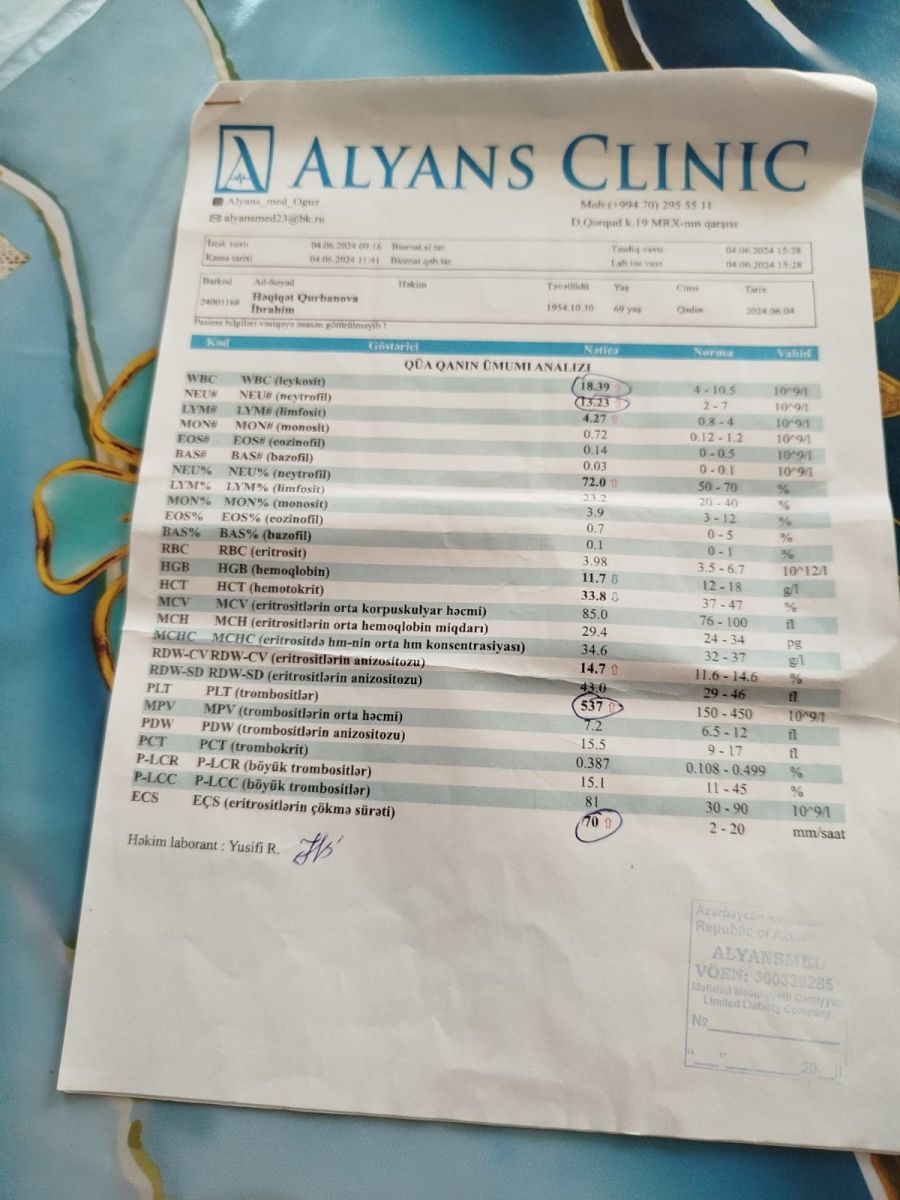 ALYANS CLINIC
Alyans_med_Oguz
Mob:(+994 70) 295 55 11
alyansmed23@bk.ru
D.Qorqud k.19 MRX-nın qarşısı
İstək vaxtı 04.06.2024 09:16 Biomat.al.tar. Təsdiq vaxtı 04.06.2024 15:28
Kassa tarixi 04.06.2024 11:41 Biomat.qəb.tar. 04.06.2024 15:28
Barkod Ad-Soyad Həkim Təvəllüdü Yaş Cinsi Tarix
24001168 Həqiqət Qurbanova İbrahim 1954.10.10 69 yaş Qadın 2024.06.04
Pasient bilgiləri vəsiqəyə əsasən götürülməyib !
Kod Göstərici Nəticə Norma Vahid
QÜA QANIN ÜMUMI ANALIZI
WBC WBC (leykosit) 18.39 ⇧ 4 - 10.5 10^9/l
NEU# NEU# (neytrofil) 13.23 ⇧ 2 - 7 10^9/l
LYM# LYM# (limfosit) 4.27 ⇧ 0.8 - 4 10^9/l
MON# MON# (monosit) 0.72 0.12 - 1.2 10^9/l
EOS# EOS# (eozinofil) 0.14 0 - 0.5 10^9/l
BAS# BAS# (bazofil) 0.03 0 - 0.1 10^9/l
NEU% NEU% (neytrofil) 72.0 ⇧ 50 - 70 %
LYM% LYM% (limfosit) 23.2 20 - 40 %
MON% MON% (monosit) 3.9 3 - 12 %
EOS% EOS% (eozinofil) 0.7 0 - 5 %
BAS% BAS% (bazofil) 0.1 0 - 1 %
RBC RBC (eritrosit) 3.98 3.5 - 6.7 10^12/l
HGB HGB (hemoqlobin) 11.7 ⇩ 12 - 18 g/l
HCT HCT (hemotokrit) 33.8 ⇩ 37 - 47 %
MCV MCV (eritrositlərin orta korpuskulyar həcmi) 85.0 76 - 100 fl
MCH MCH (eritrositlərin orta hemoqlobin miqdarı) 29.4 24 - 34 pg
MCHC MCHC (eritrositdə hm-nin orta hm konsentrasiyası) 34.6 32 - 37 g/l
RDW-CV RDW-CV (eritrositlərin anizositozu) 14.7 ⇧ 11.6 - 14.6 %
RDW-SD RDW-SD (eritrositlərin anizositozu) 43.0 29 - 46 fl
PLT PLT (trombositlər) 537 ⇧ 150 - 450 10^9/l
MPV MPV (trombositlərin orta həcmi) 7.2 6.5 - 12 fl
PDW PDW (trombositlərin anizositozu) 15.5 9 - 17 fl
PCT PCT (trombokrit) 0.387 0.108 - 0.499 %
P-LCR P-LCR (böyük trombositlər) 15.1 11 - 45 %
P-LCC P-LCC (böyük trombositlər) 81 30 - 90 10^9/l
ECS EÇS (eritrositlərin çökmə sürəti) 70 ⇧ 2 - 20 mm/saat
Həkim laborant : Yusifi R.
Azərbaycan
Republic of
ALYANSMED
VÖEN: 300338285
Məhdud Məsuliyyətli
Limited Liability Company
№
20 il